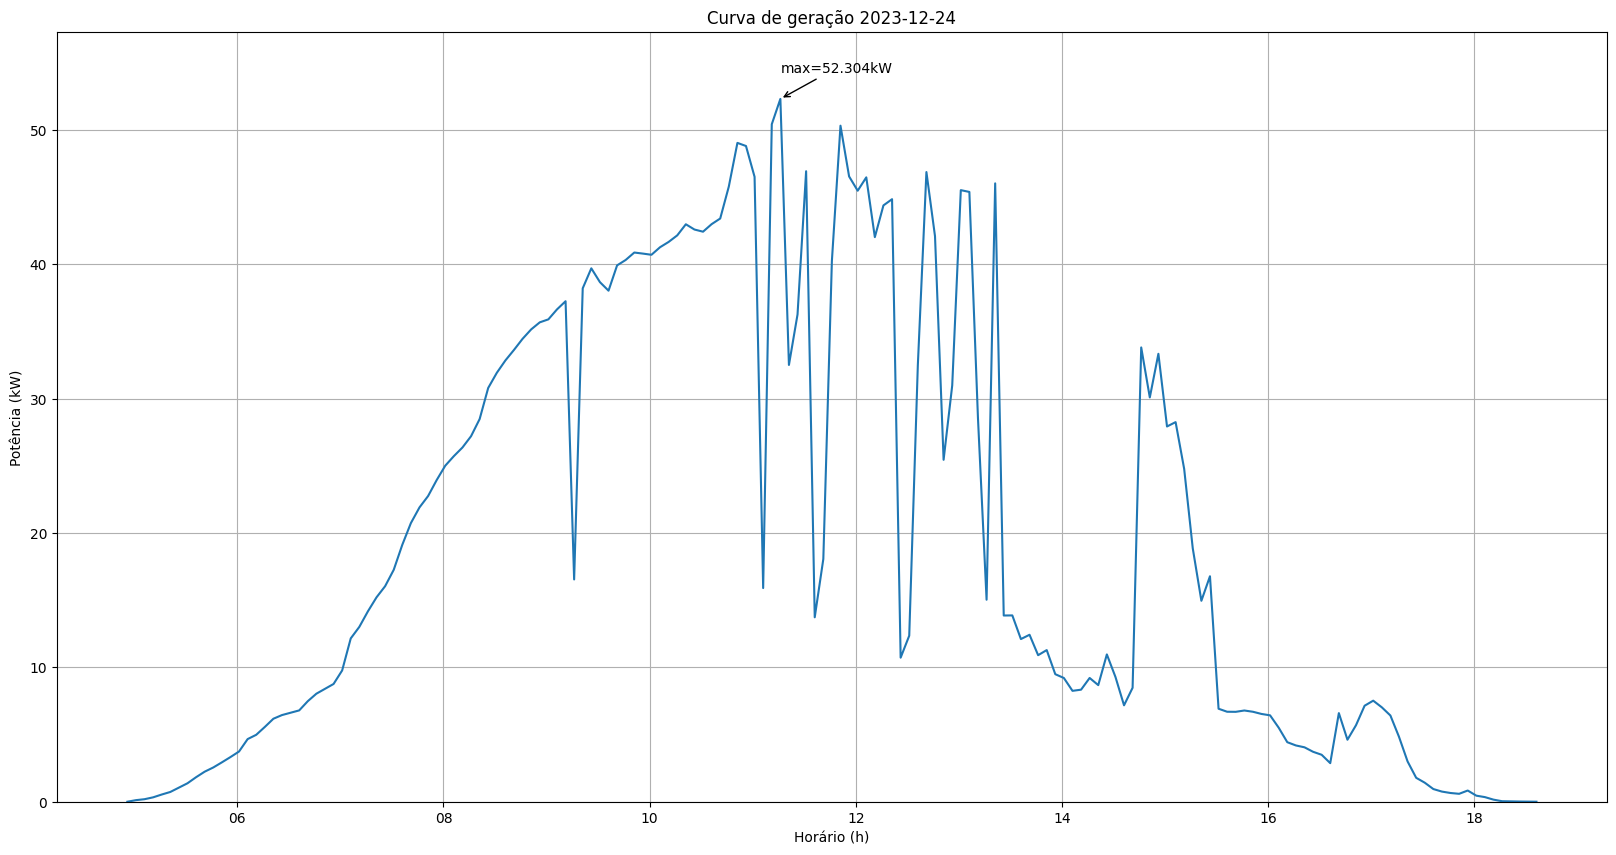 Curva de geração 2023-12-24
max=52.304kW
50
40
30
20
10
0
Potência (kW)
06 08 10 12 14 16 18
Horário (h)